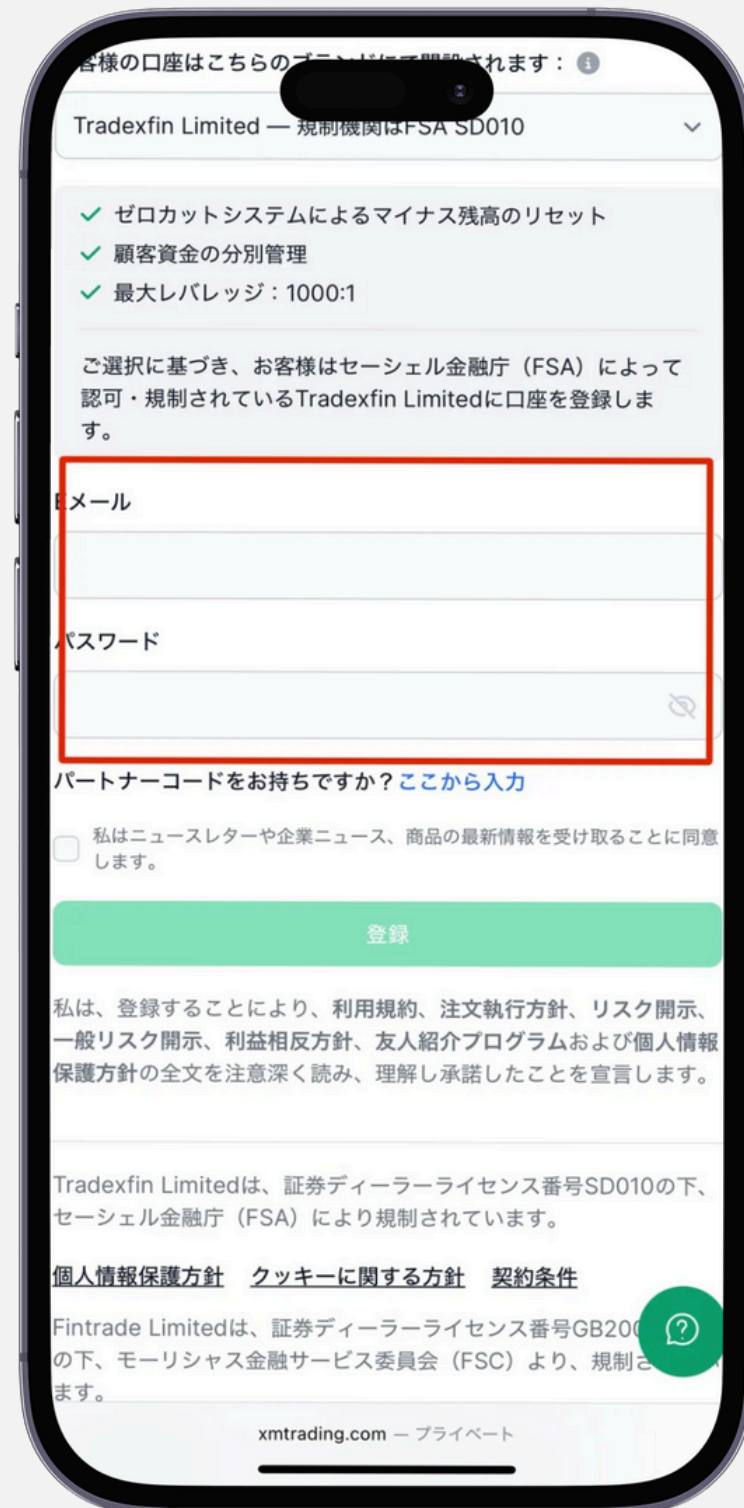 客様の口座はこちらのブランドにて開設されます：
Tradexfin Limited — 規制機関はFSA SD010
ゼロカットシステムによるマイナス残高のリセット
顧客資金の分別管理
最大レバレッジ：1000:1
ご選択に基づき、お客様はセーシェル金融庁（FSA）によって
認可・規制されているTradexfin Limitedに口座を登録しま
す。
Eメール
パスワード
パートナーコードをお持ちですか？ここから入力
私はニュースレターや企業ニュース、商品の最新情報を受け取ることに同意
します。
登録
私は、登録することにより、利用規約、注文執行方針、リスク開示、
一般リスク開示、利益相反方針、友人紹介プログラムおよび個人情報
保護方針の全文を注意深く読み、理解し承諾したことを宣言します。
Tradexfin Limitedは、証券ディーラーライセンス番号SD010の下、
セーシェル金融庁（FSA）により規制されています。
個人情報保護方針 クッキーに関する方針 契約条件
Fintrade Limitedは、証券ディーラーライセンス番号GB200
の下、モーリシャス金融サービス委員会（FSC）より、規制さ
ます。
xmtrading.com — プライベート